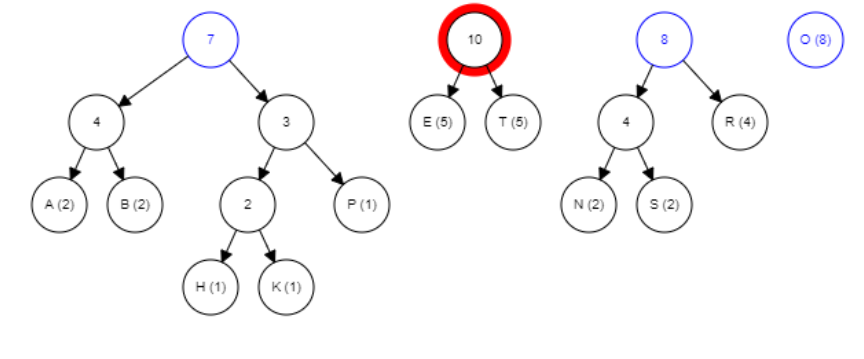 7 10 8 O (8)
4 3 E (5) T (5) 4 R (4)
A (2) B (2) 2 P (1) N (2) S (2)
H (1) K (1)